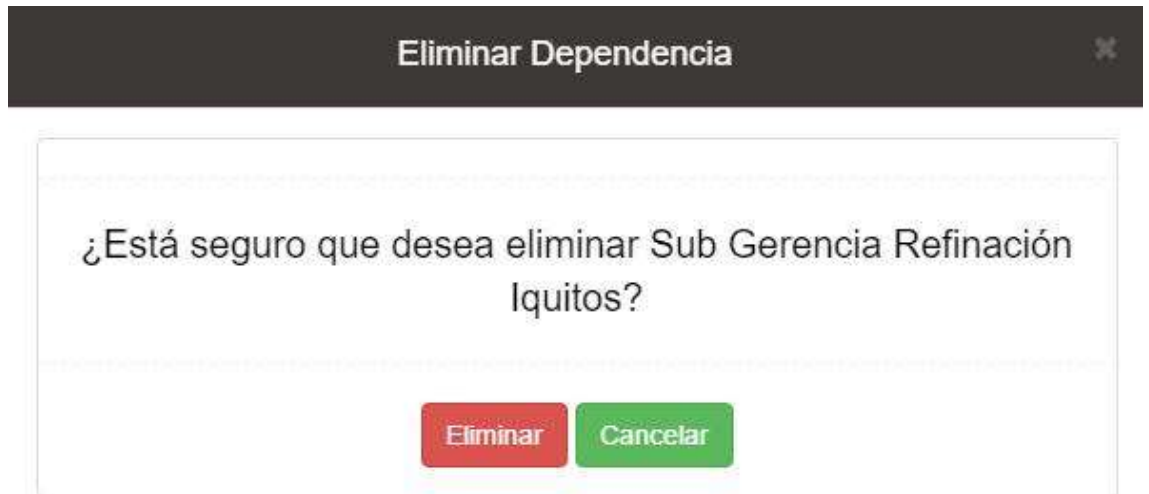 Eliminar Dependencia
¿Está seguro que desea eliminar Sub Gerencia Refinación
Iquitos?
Eliminar Cancelar